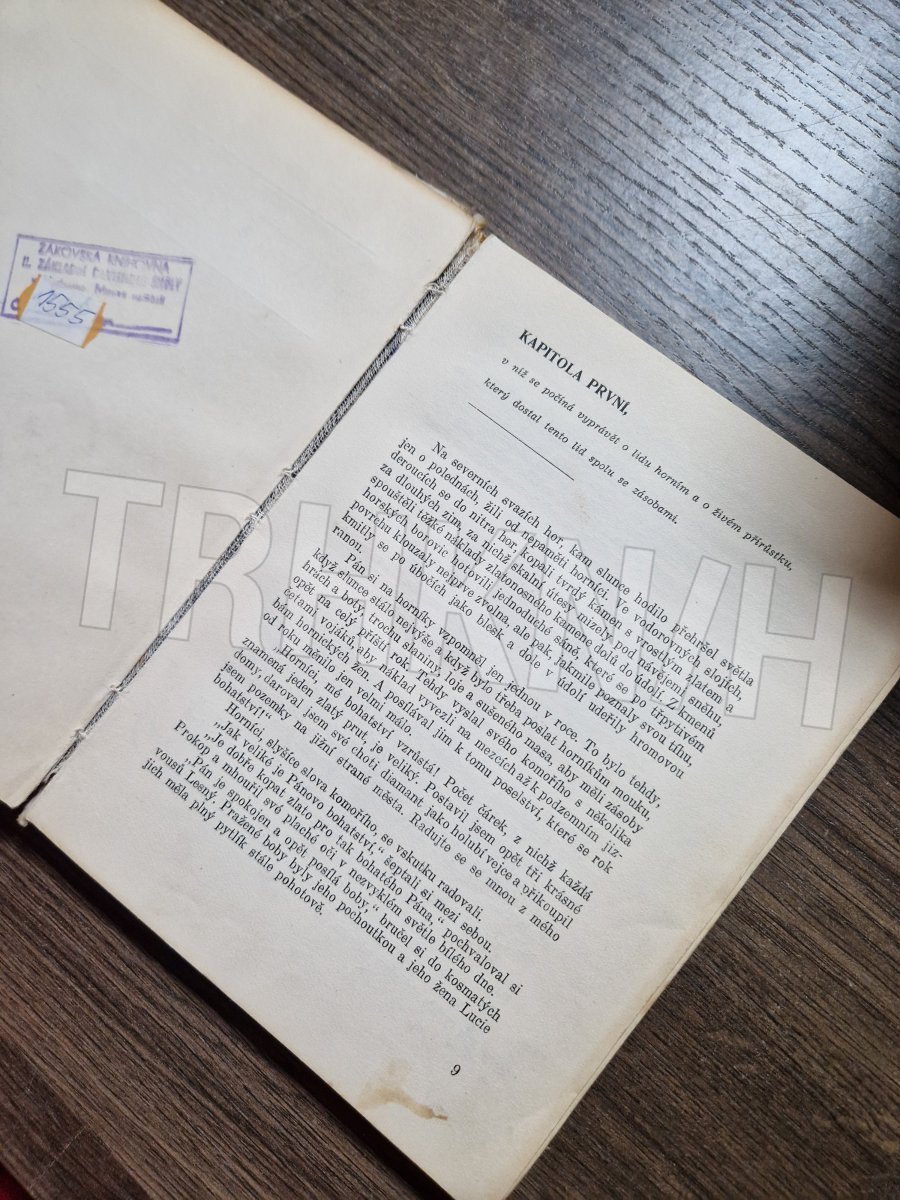 ŽÁKOVSKÁ KNIHOVNA
II. ZÁKLADNÍ ŠKOLY
1555
KAPITOLA PRVNÍ,
v níž se počíná vyprávět o lidu horním a o živém přírůstku,
který dostal tento lid spolu se zásobami.
Na severních svazích hor, kam slunce hodilo přehršel světla
jen o polednách, žili od nepaměti horníci. Ve vodorovných slojích,
deroucích se do nitra hor, kopali tvrdý kámen s vrostlým zlatem a
za dlouhých zim, za nichž skalní útesy mizely pod návějemi sněhu,
spouštěli těžké náklady zlatonosného kamene dolů do údolí. Z kmenů
horských borovic hotovili jednoduché sáně, které se po třpytivém
povrchu klouzaly nejprve zvolna, ale pak, jakmile poznaly svou tíhu,
kmitly se po úbočích jako blesk a dole v údolí udeřily hromovou
ranou.
Pán si na horníky vzpomněl jen jednou v roce. To bylo tehdy,
když slunce stálo nejvýše a když bylo třeba poslat horníkům mouku,
hrách a boty, trochu slaniny, loje a sušeného masa, aby měli zásoby
opět na celý příští rok. Tehdy vyslal svého komořího s několika
četami vojáků, aby náklad vyvezli na mezcích až k podzemním jiz-
bám hornických žen. A posílával jim k tomu poselství, které se rok
od roku měnilo jen velmi málo.
„Horníci, mé bohatství vzrůstá! Počet čárek, z nichž každá
znamená jeden zlatý prut, je veliký. Postavil jsem opět tři krásné
domy, daroval jsem své choti diamant jako holubí vejce a přikoupil
jsem pozemky na jižní straně města. Radujte se se mnou z mého
bohatství!“
Horníci, slyšíce slova komořího, se vskutku radovali.
„Jak veliké je Pánovo bohatství,“ šeptali si mezi sebou.
„Je dobře kopat zlato pro tak bohatého Pána,“ pochvaloval si
Prokop a mhouřil své plaché oči v nezvyklém světle bílého dne.
„Pán je spokojen a opět posílá boby,“ bručel si do kosmatých
vousů Lesný. Pražené boby byly jeho pochoutkou a jeho žena Lucie
jich měla plný pytlík stále pohotově.
9